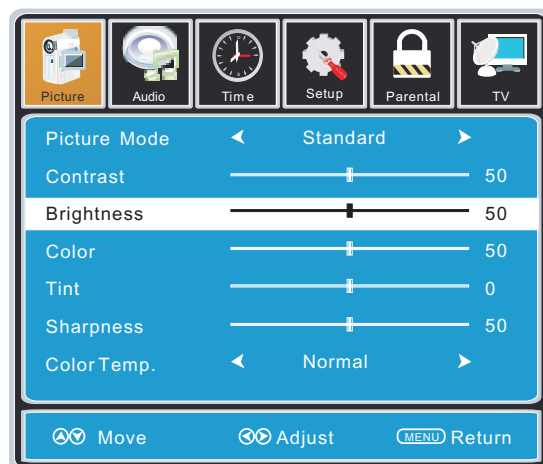 Picture Audio Time Setup Parental TV
Picture Mode Standard
Contrast 50
Brightness 50
Color 50
Tint 0
Sharpness 50
Color Temp. Normal
Move Adjust MENU Return